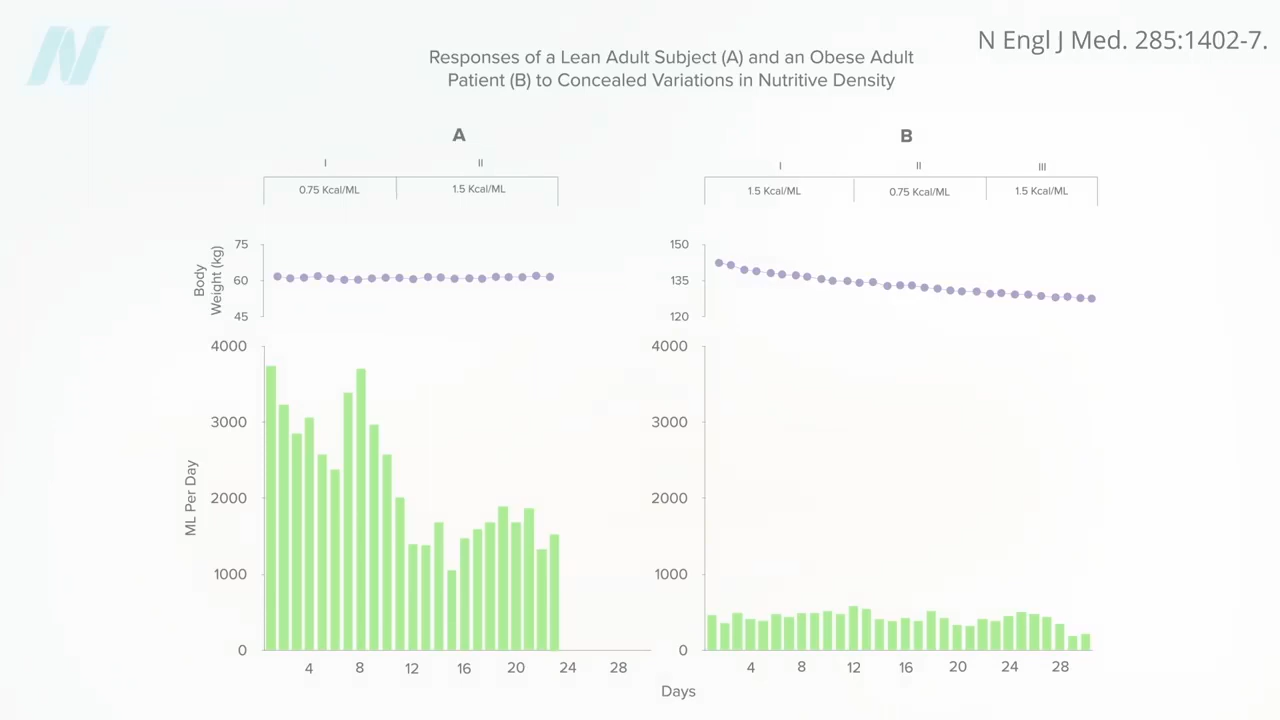 N Engl J Med. 285:1402-7.
Responses of a Lean Adult Subject (A) and an Obese Adult
Patient (B) to Concealed Variations in Nutritive Density
A
I
II
0.75 Kcal/ML
1.5 Kcal/ML
Body
Weight (kg)
75
60
45
ML Per Day
4000
3000
2000
1000
0
4
8
12
16
20
24
28
B
I
II
III
1.5 Kcal/ML
0.75 Kcal/ML
1.5 Kcal/ML
150
135
120
4000
3000
2000
1000
0
4
8
12
16
20
24
28
Days